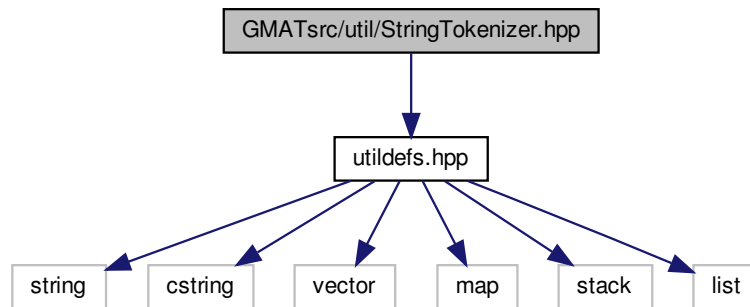 GMATsrc/util/StringTokenizer.hpp
utildefs.hpp
string
cstring
vector
map
stack
list